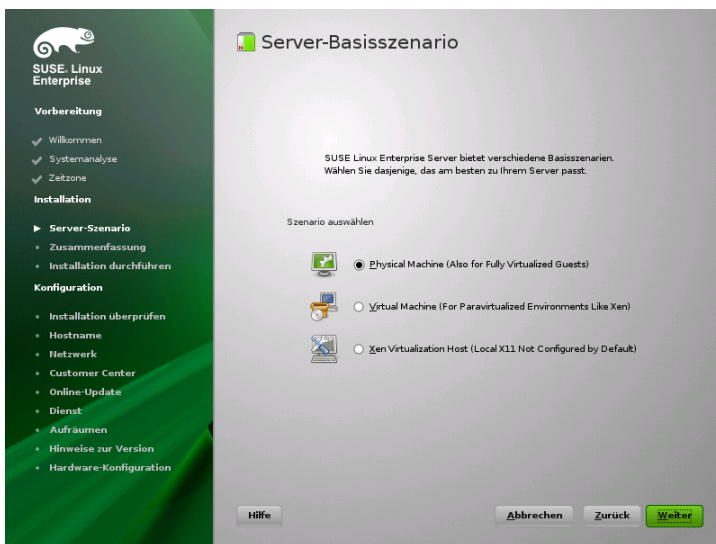 SUSE. Linux
Enterprise
Vorbereitung
Willkommen
Systemanalyse
Zeitzone
Installation
Server-Szenario
Zusammenfassung
Installation durchführen
Konfiguration
Installation überprüfen
Hostname
Netzwerk
Customer Center
Online-Update
Dienst
Aufräumen
Hinweise zur Version
Hardware-Konfiguration
Server-Basisszenario
SUSE Linux Enterprise Server bietet verschiedene Basisszenarien.
Wählen Sie dasjenige, das am besten zu Ihrem Server passt.
Szenario auswählen
Physical Machine (Also for Fully Virtualized Guests)
Virtual Machine (For Paravirtualized Environments Like Xen)
Xen Virtualization Host (Local X11 Not Configured by Default)
Hilfe
Abbrechen
Zurück
Weiter